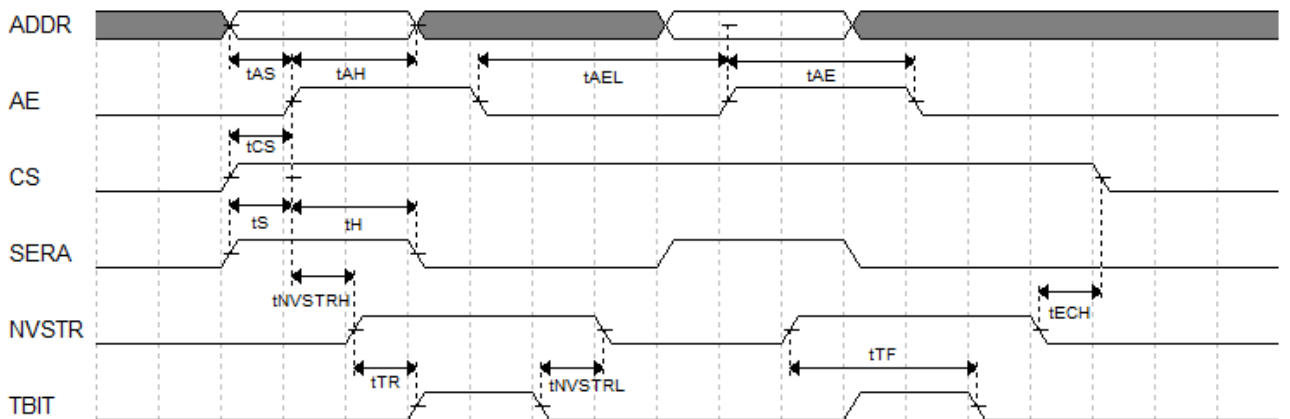 ADDR
tAS tAH tAEL tAE
AE
tCS
CS
tS tH
SERA
tNVSTRH tECH
NVSTR
tTR tNVSTRL tTF
TBIT